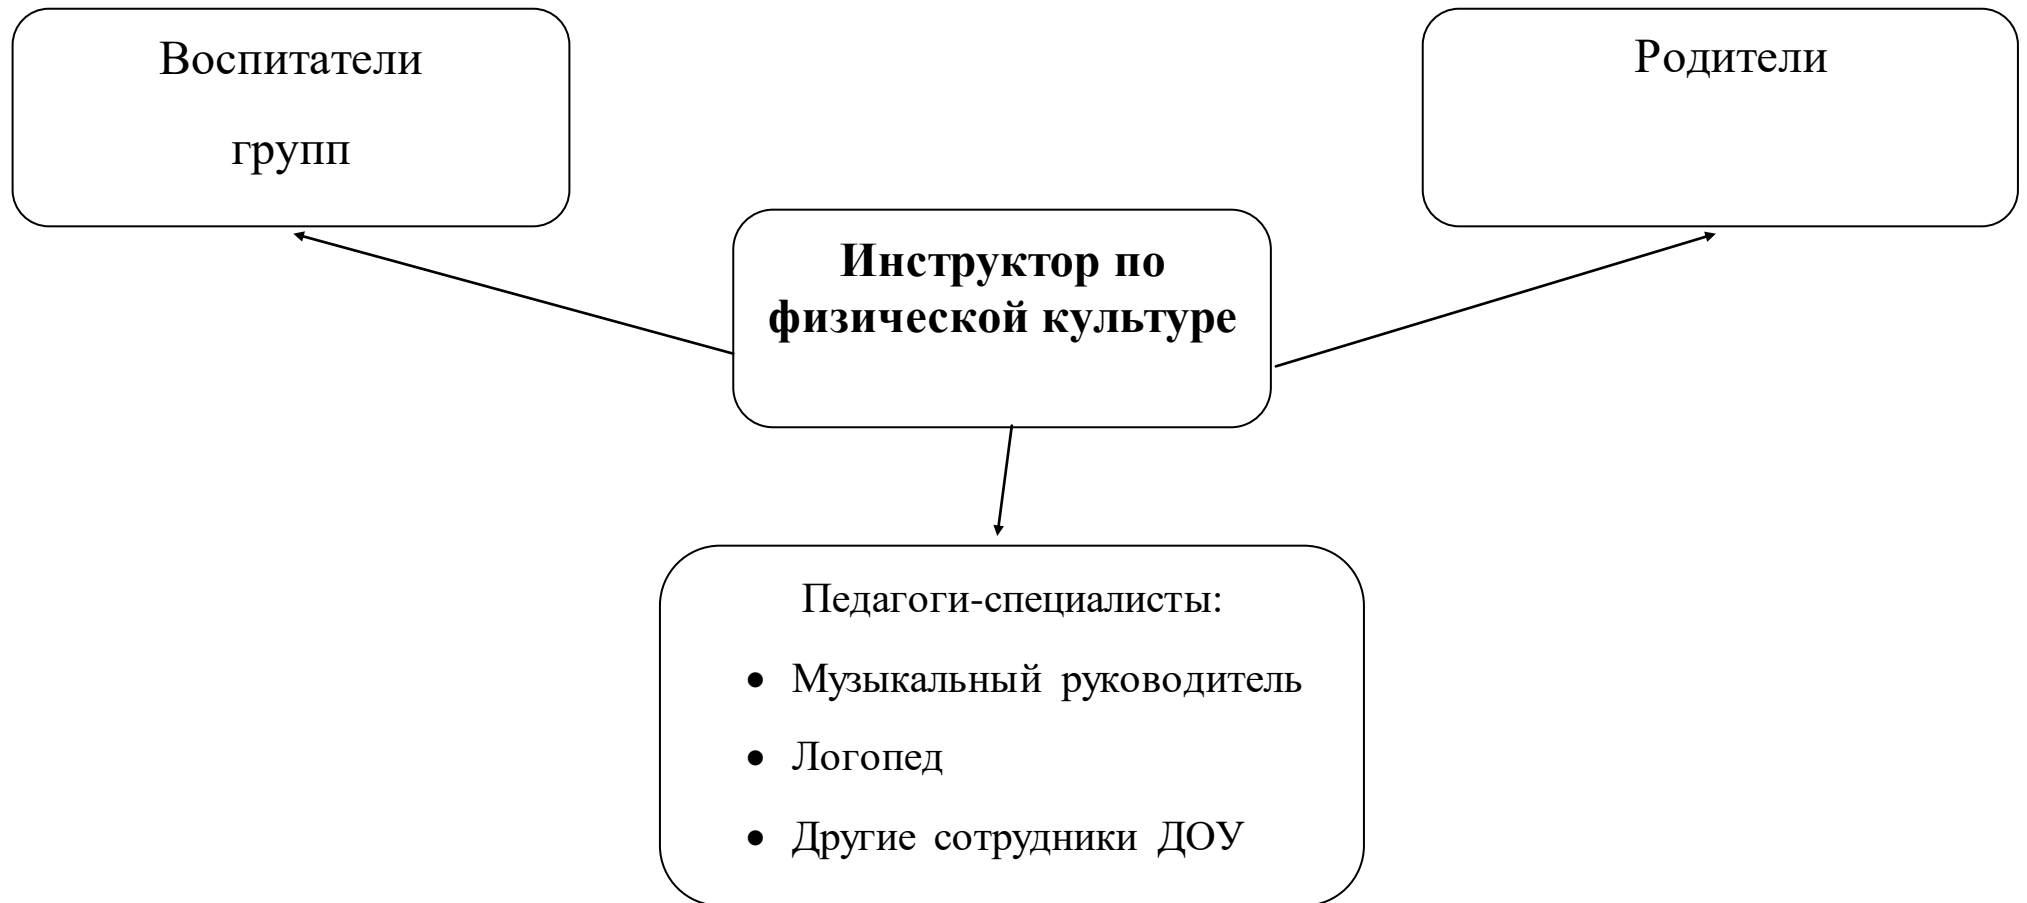 Воспитатели
групп
Родители
Инструктор по
физической культуре
Педагоги-специалисты:
• Музыкальный руководитель
• Логопед
• Другие сотрудники ДОУ